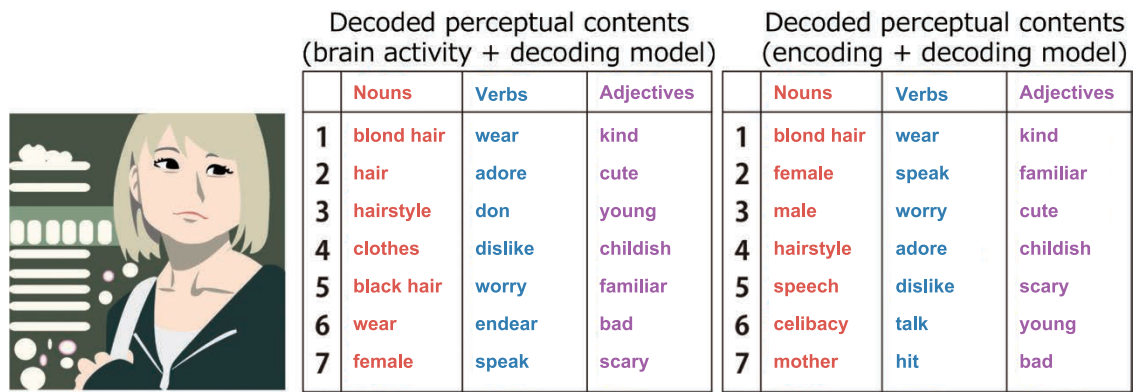 Decoded perceptual contents
(brain activity + decoding model)
Nouns Verbs Adjectives
1 blond hair wear kind
2 hair adore cute
3 hairstyle don young
4 clothes dislike childish
5 black hair worry familiar
6 wear endear bad
7 female speak scary
Decoded perceptual contents
(encoding + decoding model)
Nouns Verbs Adjectives
1 blond hair wear kind
2 female speak familiar
3 male worry cute
4 hairstyle adore childish
5 speech dislike scary
6 celibacy talk young
7 mother hit bad